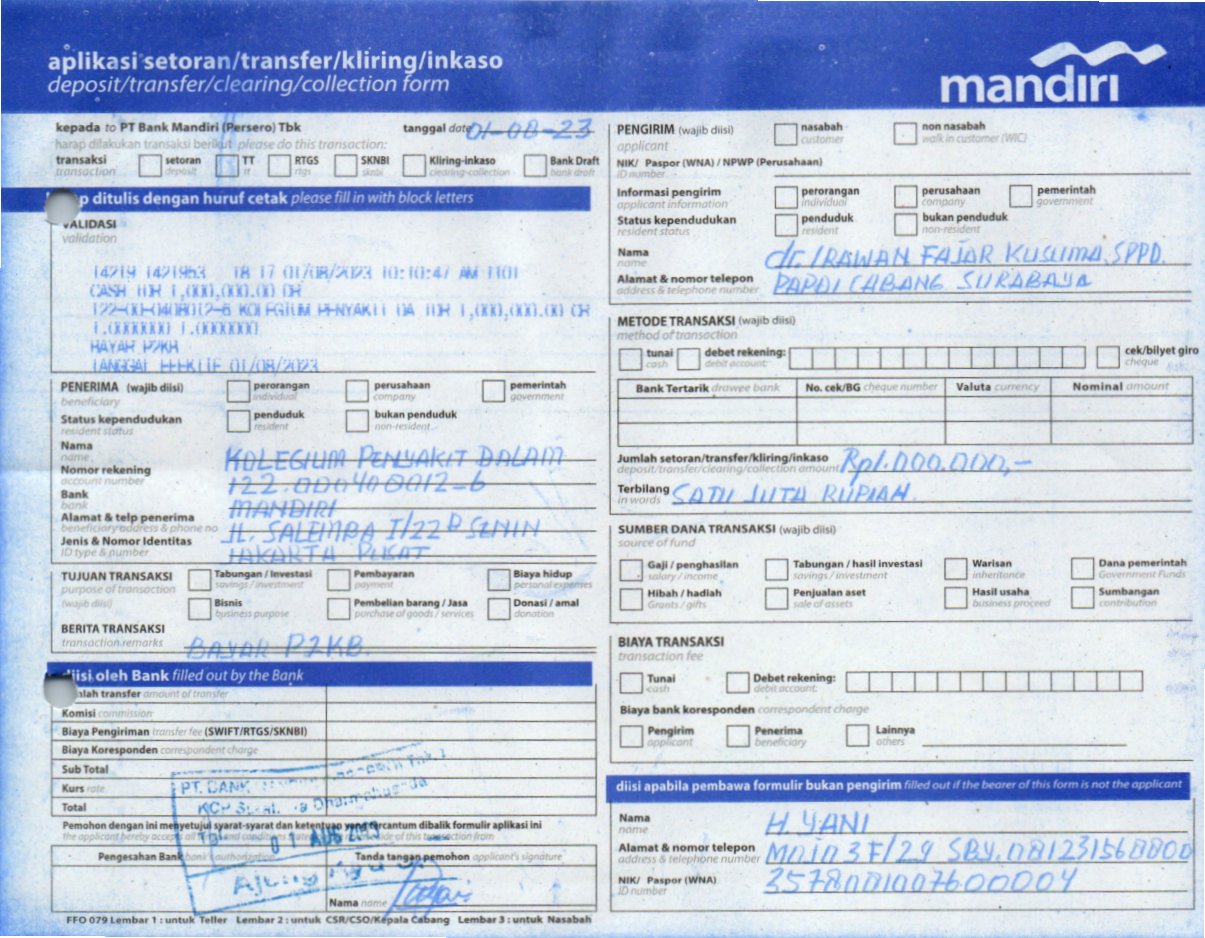 aplikasi setoran/transfer/kliring/inkaso
deposit/transfer/clearing/collection form
mandiri
kepada to PT Bank Mandiri (Persero) Tbk
tanggal date 01-08-23
harap dilakukan transaksi berikut please do this transaction:
transaksi setoran TT RTGS SKNBI Kliring-inkaso Bank Draft
transaction deposit tt rtgs sknbi clearing-collection bank draft
ditulis dengan huruf cetak please fill in with block letters
VALIDASI
validation
14219 1421953 18 17 01/08/2023 10:10:47 AM 1101
CASH IDR 1,000,000.00 DR
122-00-0408012-6 KOLEGIUM PENYAKIT DA IDR 1,000,000.00 CR
1.0000000 1.0000000
BAYAR P2KB
TANGGAL EFEKTIF 01/08/2023
PENERIMA (wajib diisi) perorangan perusahaan pemerintah
beneficiary individual company government
Status kependudukan penduduk bukan penduduk
resident status resident non-resident
Nama KOLEGIUM PENYAKIT DALAM
name
Nomor rekening 122.000400012-6
account number
Bank MANDIRI
bank
Alamat & telp penerima JL. SALEMBA I/22 B SENIN
beneficiary address & phone no
Jenis & Nomor Identitas JAKARTA PUSAT
ID type & number
TUJUAN TRANSAKSI Tabungan / Investasi Pembayaran Biaya hidup
purpose of transaction savings / investment payment personal expenses
(wajib diisi) Bisnis Pembelian barang / Jasa Donasi / amal
business purpose purchase of goods / services donation
BERITA TRANSAKSI
transaction remarks BAYAR P2KB.
diisi oleh Bank filled out by the Bank
Jumlah transfer amount of transfer
Komisi commission
Biaya Pengiriman transfer fee (SWIFT/RTGS/SKNBI)
Biaya Koresponden correspondent charge
Sub Total
Kurs rate
Total
PT. BANK
KCP
01 AUG 2023
Pemohon dengan ini menyetujui syarat-syarat dan ketentuan yang tercantum dibalik formulir aplikasi ini
the applicant hereby accepts all and conditions side of this transaction form
Pengesahan Bank bank's authorization Tanda tangan pemohon applicant's signature
Nama name
FFO 079 Lembar 1 : untuk Teller Lembar 2 : untuk CSR/CSO/Kepala Cabang Lembar 3 : untuk Nasabah
PENGIRIM (wajib diisi) nasabah non nasabah
applicant customer walk in customer (WIC)
NIK/ Paspor (WNA) / NPWP (Perusahaan)
ID number
Informasi pengirim perorangan perusahaan pemerintah
applicant information individual company government
Status kependudukan penduduk bukan penduduk
resident status resident non-resident
Nama dr. IRAWAN FAJAR KUSUMA, SPPD.
name
Alamat & nomor telepon PAPDI CABANG SURABAYA
address & telephone number
METODE TRANSAKSI (wajib diisi)
method of transaction
tunai debet rekening: cek/bilyet giro
cash debit account: cheque
Bank Tertarik drawee bank No. cek/BG cheque number Valuta currency Nominal amount
Jumlah setoran/transfer/kliring/inkaso Rp1.000.000,-
deposit/transfer/clearing/collection amount
Terbilang SATU JUTA RUPIAH.
in words
SUMBER DANA TRANSAKSI (wajib diisi)
source of fund
Gaji / penghasilan Tabungan / hasil investasi Warisan Dana pemerintah
salary / income savings / investment inheritance Government Funds
Hibah / hadiah Penjualan aset Hasil usaha Sumbangan
Grants / gifts sale of assets business proceed contribution
BIAYA TRANSAKSI
transaction fee
Tunai Debet rekening:
cash debit account:
Biaya bank koresponden correspondent charge
Pengirim Penerima Lainnya
applicant beneficiary others
diisi apabila pembawa formulir bukan pengirim filled out if the bearer of this form is not the applicant
Nama H. YANI
name
Alamat & nomor telepon 3F/29 SBY. 081231560000
address & telephone number
NIK/ Paspor (WNA) 3578001007600004
ID number